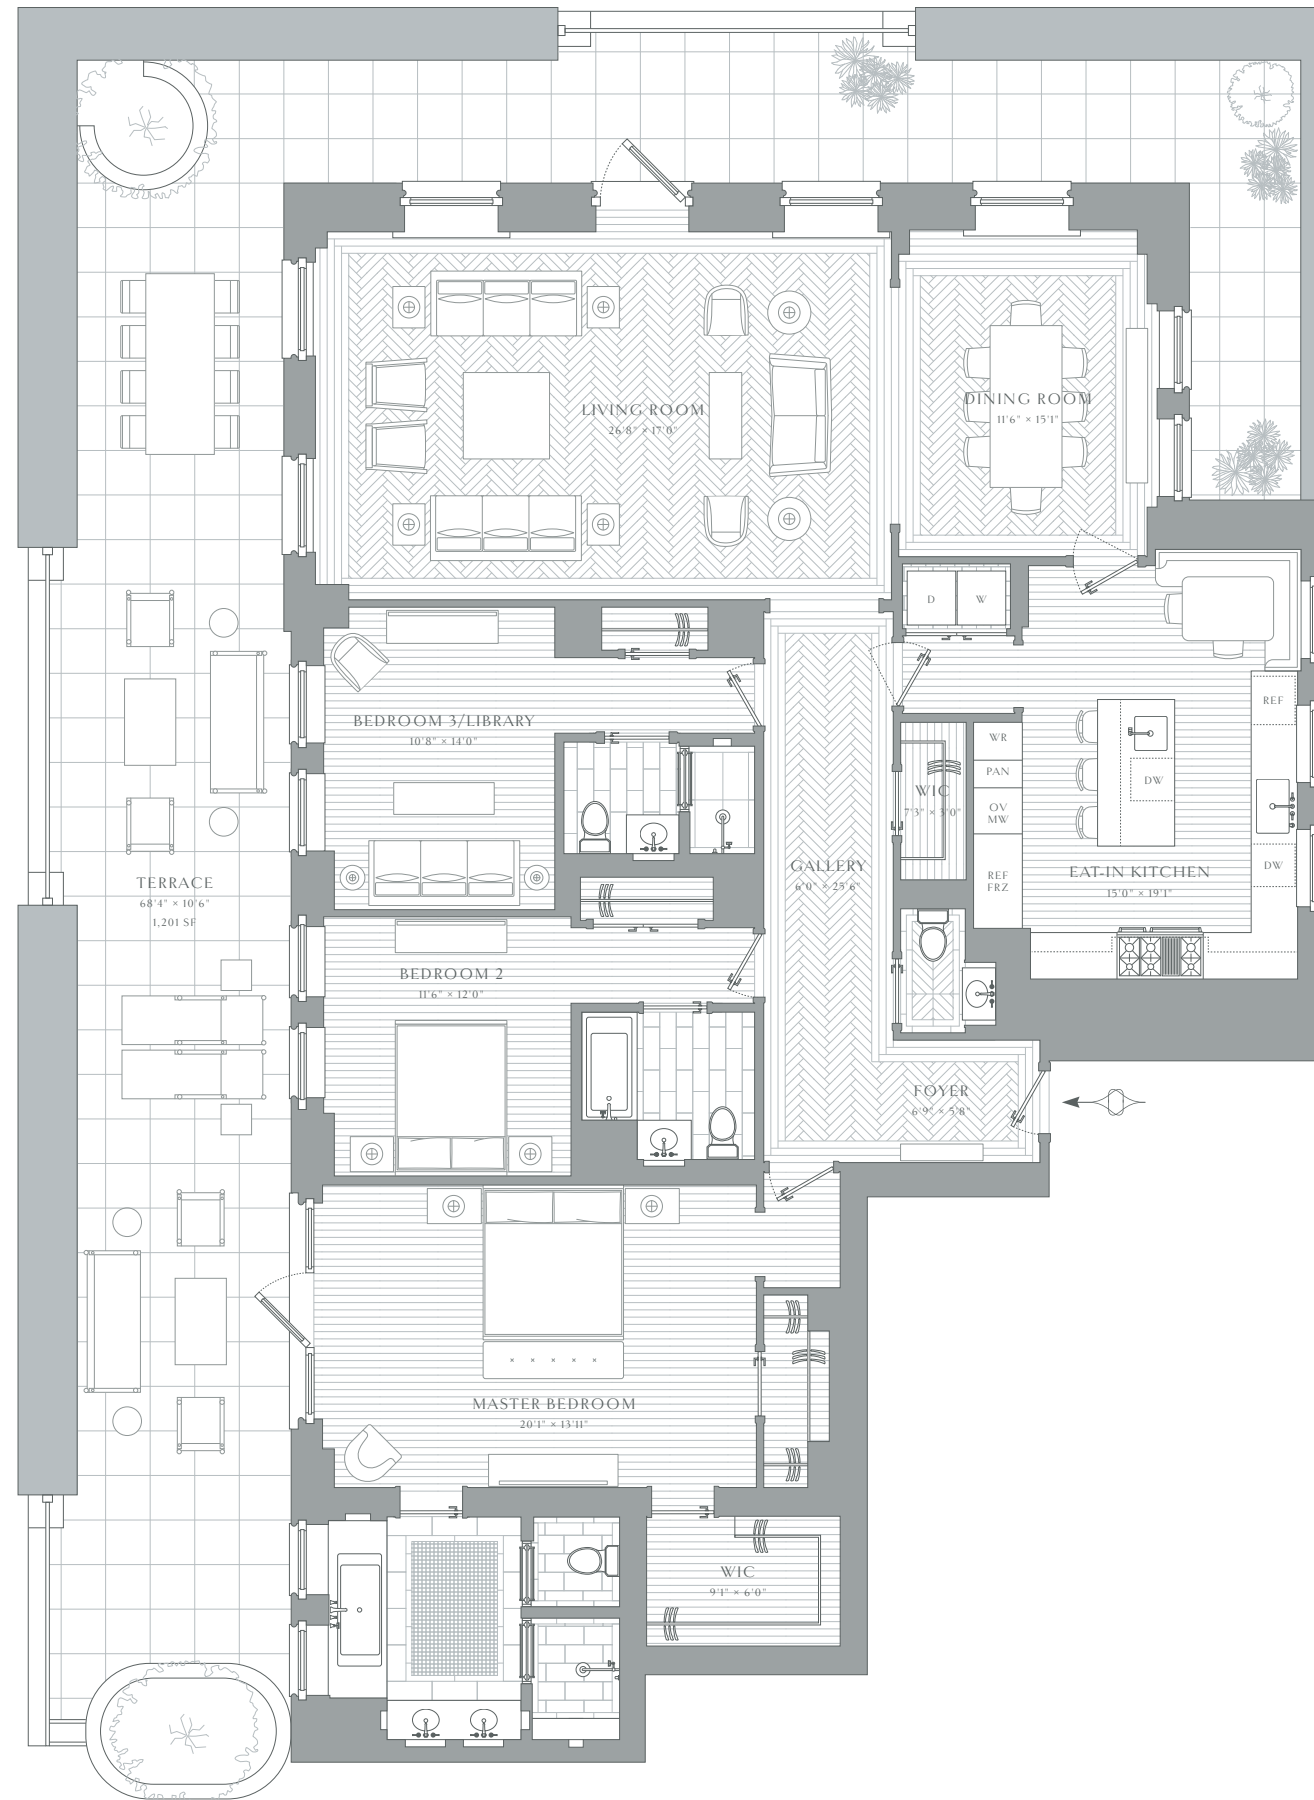 LIVING ROOM
26'8" × 17'0"
DINING ROOM
11'6" × 15'1"
D
W
BEDROOM 3/LIBRARY
10'8" × 14'0"
REF
WR
PAN
OV
MW
REF
FRZ
DW
WIC
7'3" × 3'0"
GALLERY
6'0" × 25'6"
EAT-IN KITCHEN
15'0" × 19'1"
DW
TERRACE
68'4" × 10'6"
1,201 SF
BEDROOM 2
11'6" × 12'0"
FOYER
6'9" × 5'8"
MASTER BEDROOM
20'1" × 13'11"
WIC
9'1" × 6'0"